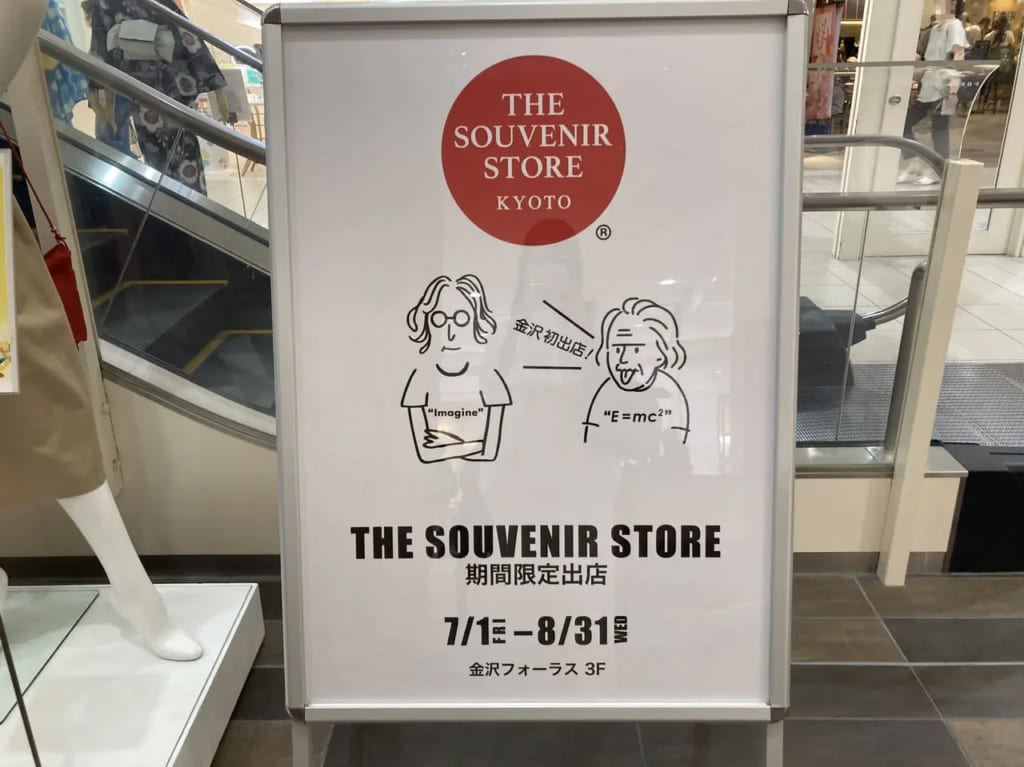 THE
SOUVENIR
STORE
KYOTO
®
金沢初出店!
"Imagine"
"E=mc²"
THE SOUVENIR STORE
期間限定出店
7/1 FRI – 8/31 WED
金沢フォーラス 3F